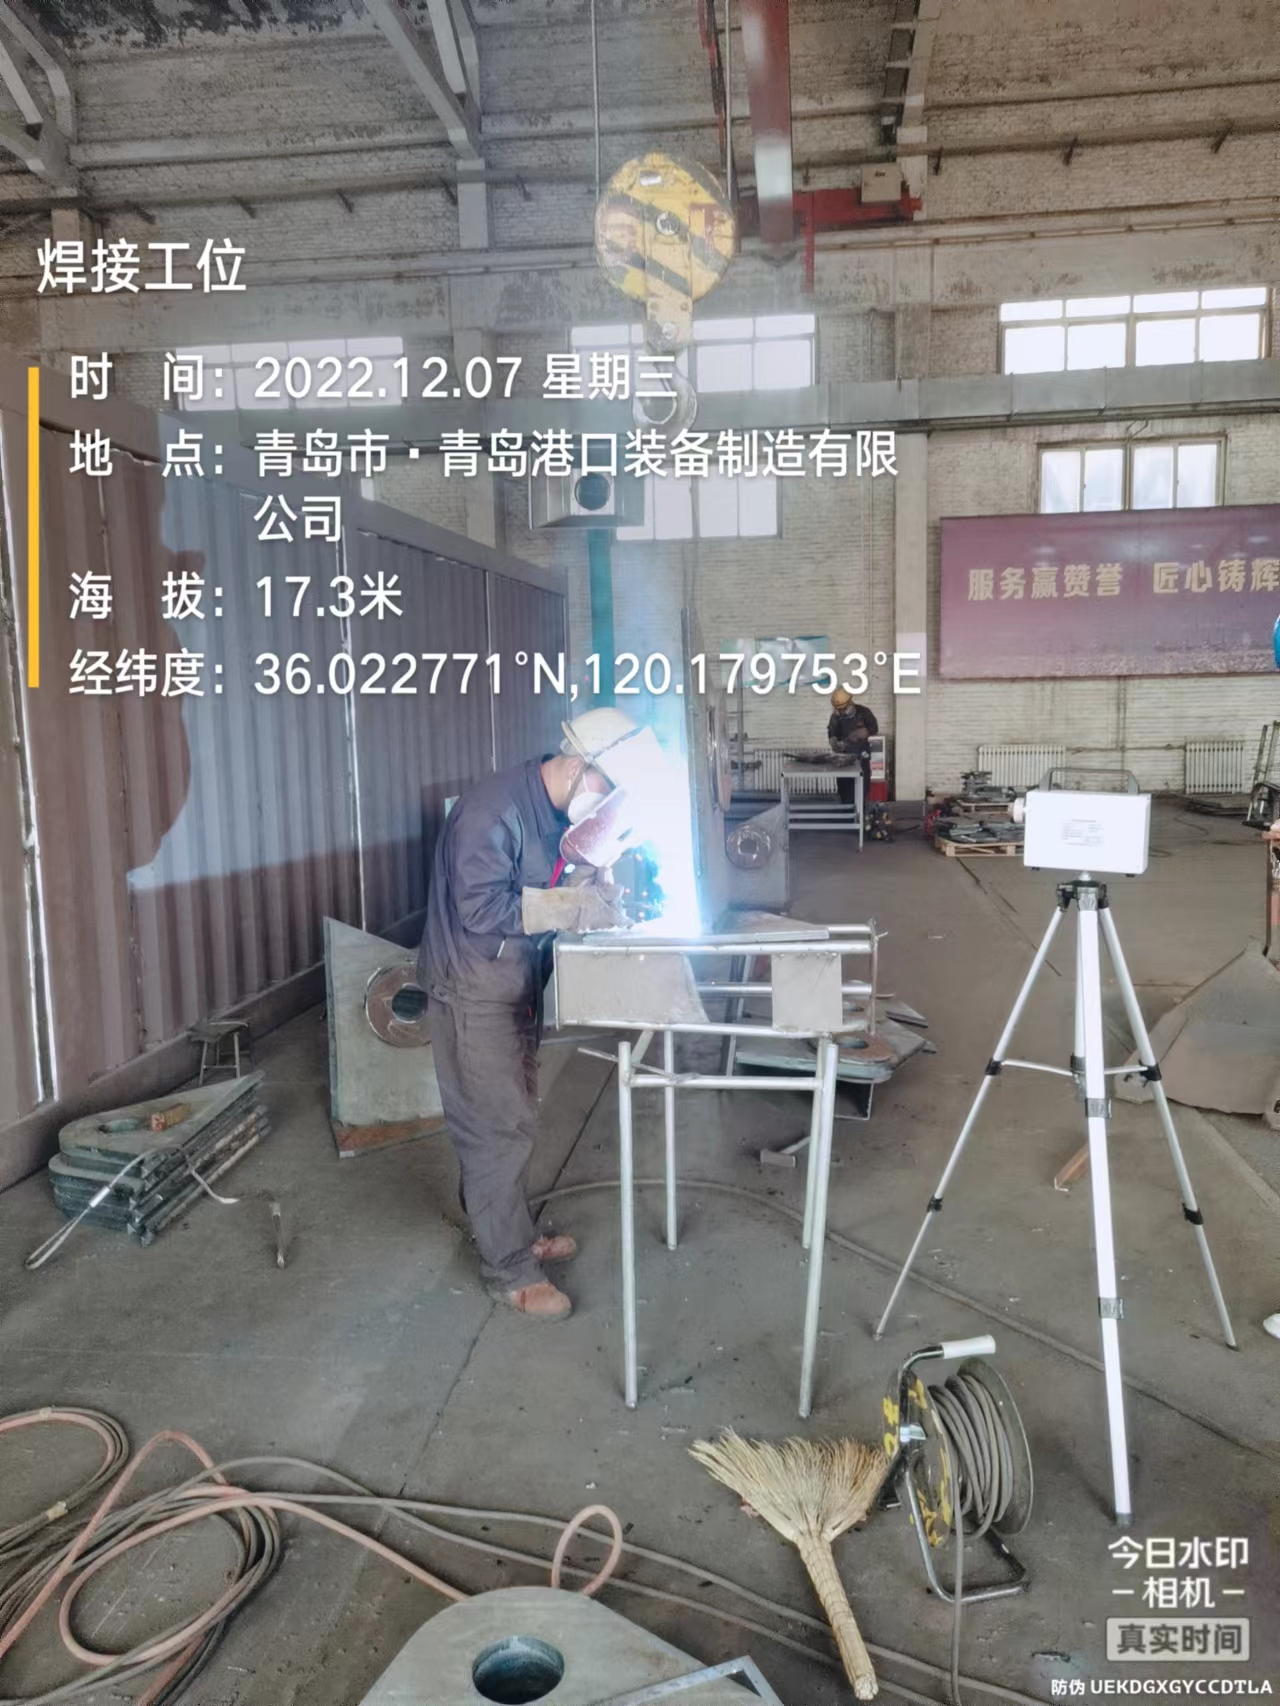 焊接工位
时　间：2022.12.07 星期三
地　点：青岛市·青岛港口装备制造有限
公司
海　拔：17.3米
经纬度：36.022771°N,120.179753°E
服务赢赞誉 匠心铸辉
今日水印
-相机-
真实时间
防伪 UEKDGXGYCCDTLA